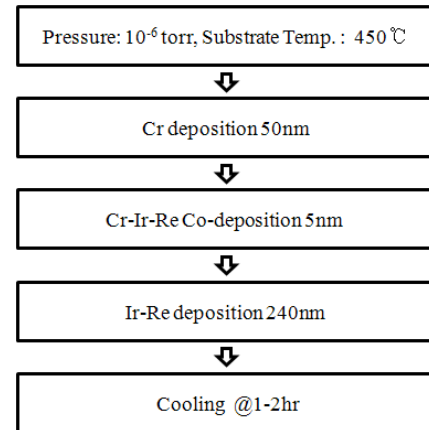 Pressure: 10⁻⁶ torr, Substrate Temp. : 450℃
Cr deposition 50nm
Cr-Ir-Re Co-deposition 5nm
Ir-Re deposition 240nm
Cooling @1-2hr